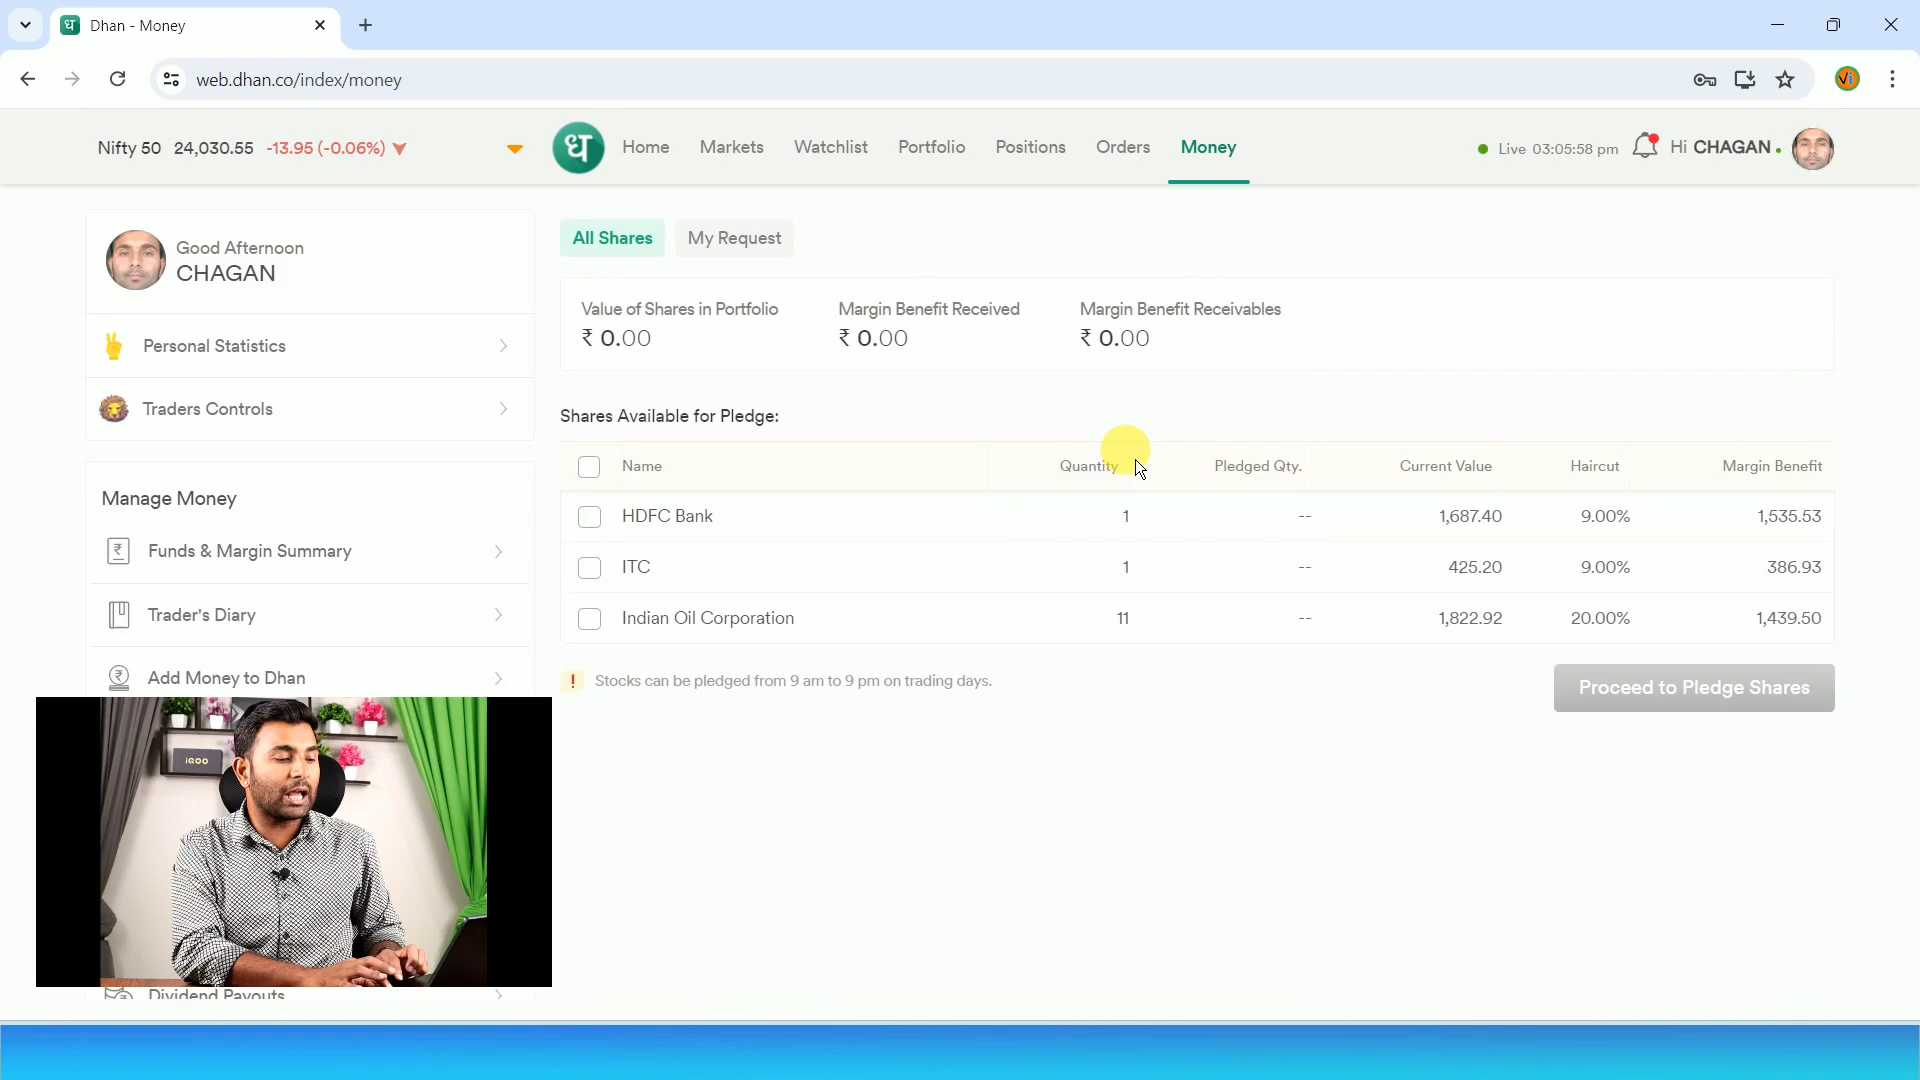 Dhan - Money
web.dhan.co/index/money
Vi
Nifty 50 24,030.55 -13.95 (-0.06%)
ध
Home Markets Watchlist Portfolio Positions Orders Money
Live 03:05:58 pm
Hi CHAGAN
Good Afternoon
CHAGAN
Personal Statistics
Traders Controls
Manage Money
Funds & Margin Summary
Trader's Diary
Add Money to Dhan
iQOO
Dividend Payouts
All Shares My Request
Value of Shares in Portfolio Margin Benefit Received Margin Benefit Receivables
₹ 0.00 ₹ 0.00 ₹ 0.00
Shares Available for Pledge:
Name Quantity Pledged Qty. Current Value Haircut Margin Benefit
HDFC Bank 1 -- 1,687.40 9.00% 1,535.53
ITC 1 -- 425.20 9.00% 386.93
Indian Oil Corporation 11 -- 1,822.92 20.00% 1,439.50
! Stocks can be pledged from 9 am to 9 pm on trading days.
Proceed to Pledge Shares